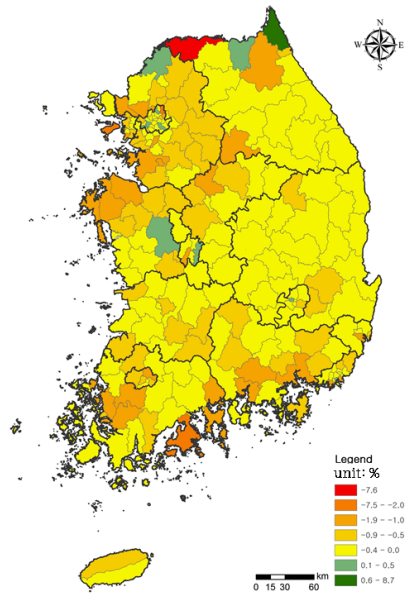 N
W E
S
Legend
unit: %
-7.6
-7.5 - -2.0
-1.9 - -1.0
-0.9 - -0.5
-0.4 - 0.0
0.1 - 0.5
0.6 - 8.7
km
0 15 30 60